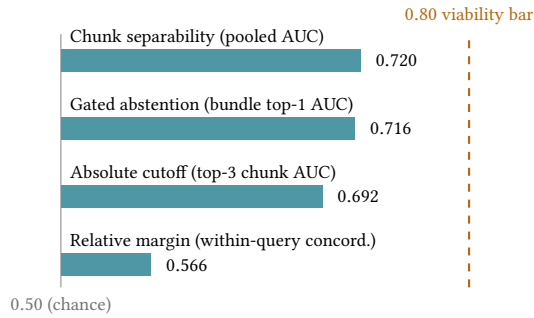 0.80 viability bar
Chunk separability (pooled AUC)
0.720
Gated abstention (bundle top-1 AUC)
0.716
Absolute cutoff (top-3 chunk AUC)
0.692
Relative margin (within-query concord.)
0.566
0.50 (chance)